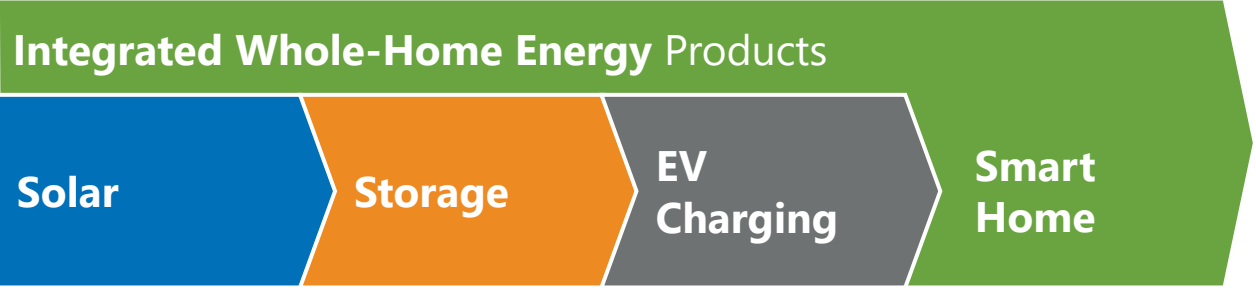 Integrated Whole-Home Energy Products
Solar
Storage
EV
Charging
Smart
Home